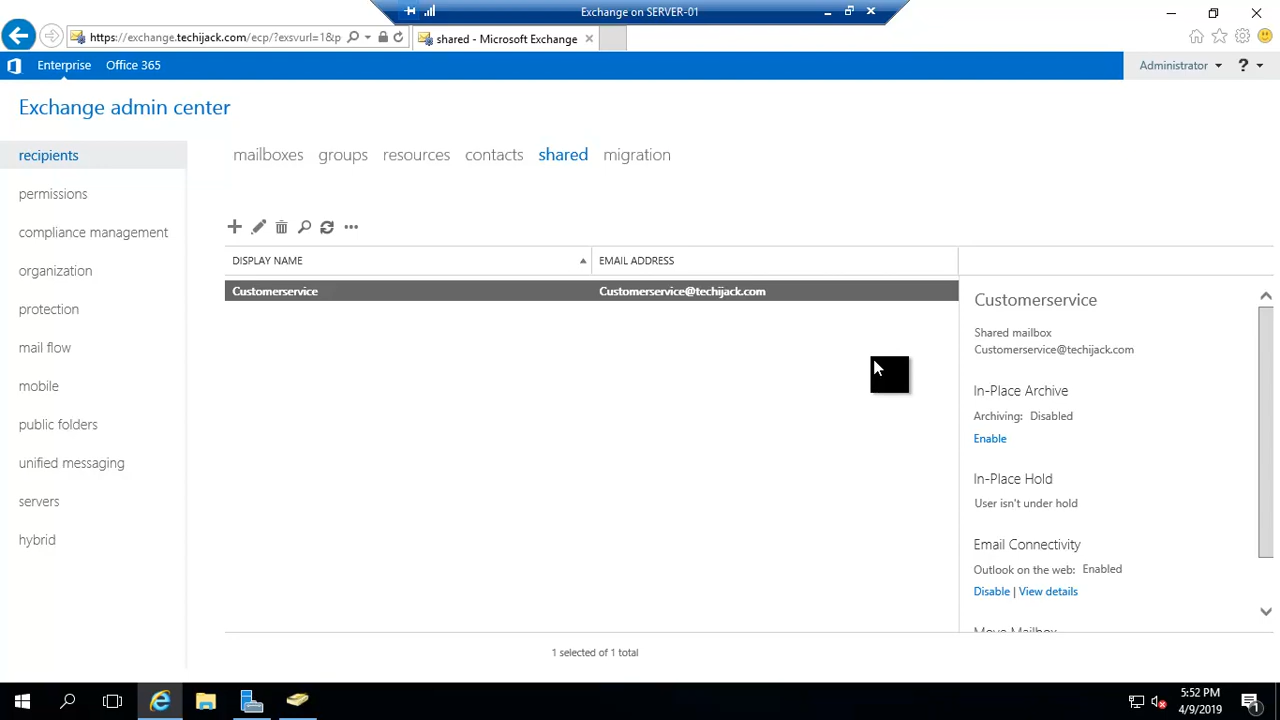 Exchange on SERVER-01
https://exchange.techijack.com/ecp/?exsvurl=1&p
shared - Microsoft Exchange
Enterprise Office 365 Administrator ?
Exchange admin center
recipients
permissions
compliance management
organization
protection
mail flow
mobile
public folders
unified messaging
servers
hybrid
mailboxes groups resources contacts shared migration
DISPLAY NAME EMAIL ADDRESS
Customerservice Customerservice@techijack.com
1 selected of 1 total
Customerservice
Shared mailbox
Customerservice@techijack.com
In-Place Archive
Archiving: Disabled
Enable
In-Place Hold
User isn't under hold
Email Connectivity
Outlook on the web: Enabled
Disable | View details
Move Mailbox
5:52 PM
4/9/2019
1